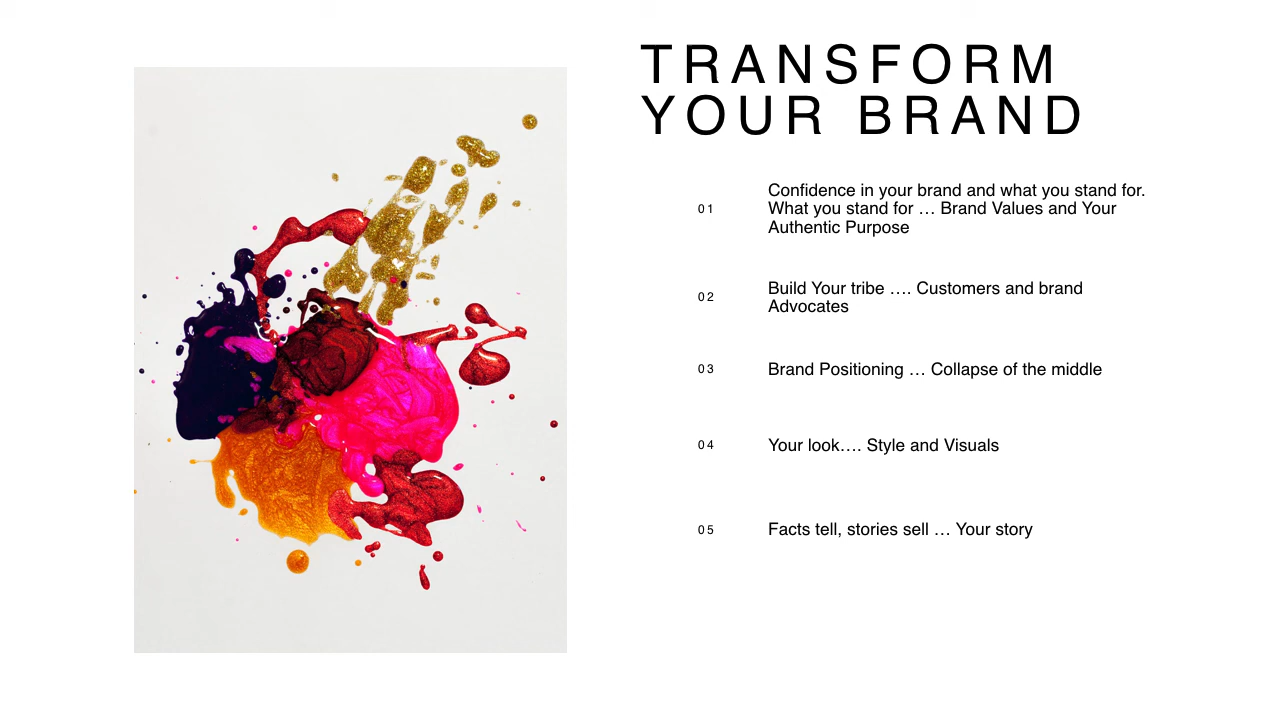 TRANSFORM
YOUR BRAND
01
Confidence in your brand and what you stand for.
What you stand for … Brand Values and Your
Authentic Purpose
02
Build Your tribe …. Customers and brand
Advocates
03
Brand Positioning … Collapse of the middle
04
Your look…. Style and Visuals
05
Facts tell, stories sell … Your story